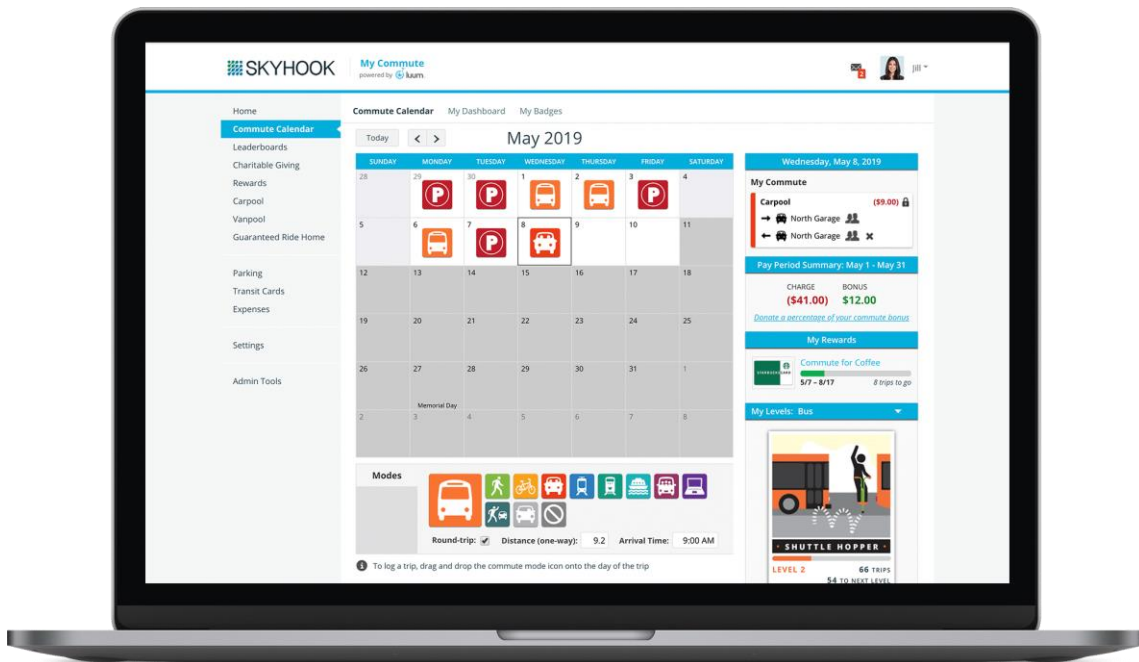 SKYHOOK
My Commute
powered by luum.
2
Jill
Home
Commute Calendar
Leaderboards
Charitable Giving
Rewards
Carpool
Vanpool
Guaranteed Ride Home
Parking
Transit Cards
Expenses
Settings
Admin Tools
Commute Calendar My Dashboard My Badges
Today < > May 2019
SUNDAY MONDAY TUESDAY WEDNESDAY THURSDAY FRIDAY SATURDAY
28 29 30 1 2 3 4
P P P
5 6 7 8 9 10 11
P
12 13 14 15 16 17 18
19 20 21 22 23 24 25
26 27 28 29 30 31 1
Memorial Day
2 3 4 5 6 7 8
Modes
Round-trip: Distance (one-way): 9.2 Arrival Time: 9:00 AM
To log a trip, drag and drop the commute mode icon onto the day of the trip
Wednesday, May 8, 2019
My Commute
Carpool ($9.00)
→ North Garage
← North Garage
Pay Period Summary: May 1 - May 31
CHARGE BONUS
($41.00) $12.00
Donate a percentage of your commute bonus
My Rewards
Commute for Coffee
5/7 – 8/17 8 trips to go
My Levels: Bus
SHUTTLE HOPPER
LEVEL 2 66 TRIPS
54 TO NEXT LEVEL